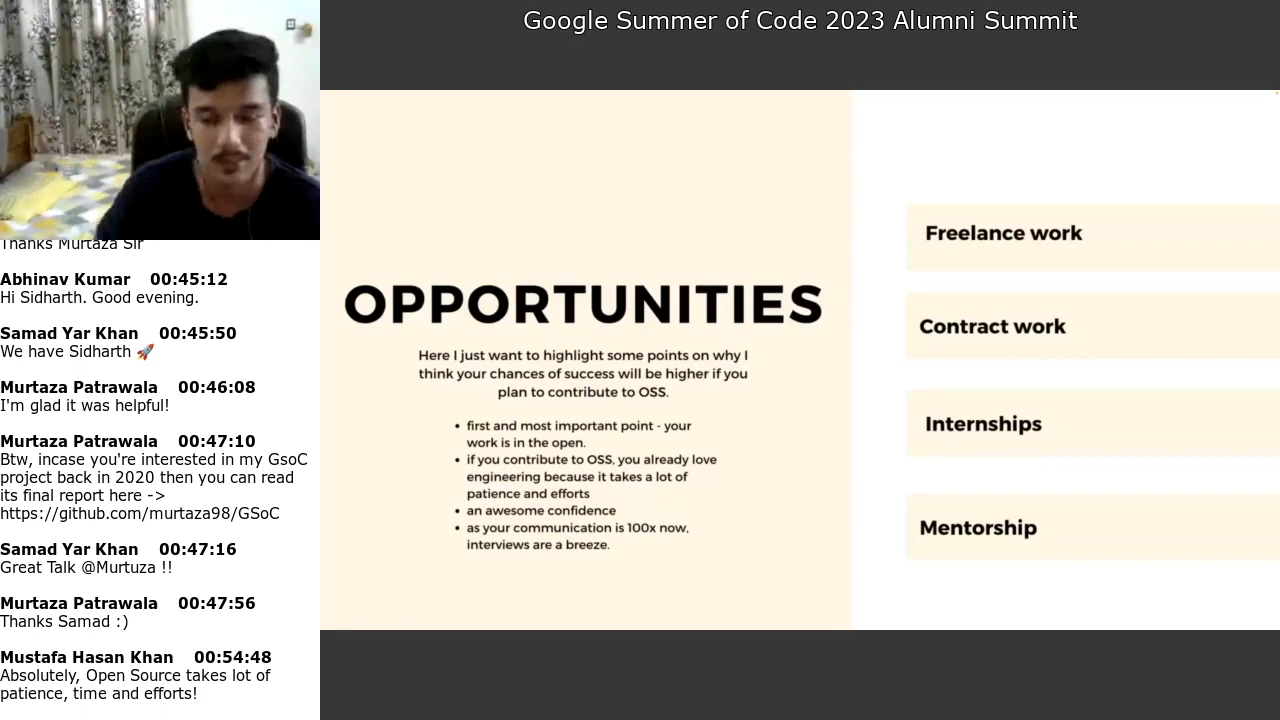 Google Summer of Code 2023 Alumni Summit
Thanks Murtaza Sir
Abhinav Kumar 00:45:12
Hi Sidharth. Good evening.
Samad Yar Khan 00:45:50
We have Sidharth 🚀
Murtaza Patrawala 00:46:08
I'm glad it was helpful!
Murtaza Patrawala 00:47:10
Btw, incase you're interested in my GsoC
project back in 2020 then you can read
its final report here ->
https://github.com/murtaza98/GSoC
Samad Yar Khan 00:47:16
Great Talk @Murtuza !!
Murtaza Patrawala 00:47:56
Thanks Samad :)
Mustafa Hasan Khan 00:54:48
Absolutely, Open Source takes lot of
patience, time and efforts!
OPPORTUNITIES
Here I just want to highlight some points on why I
think your chances of success will be higher if you
plan to contribute to OSS.
• first and most important point - your
work is in the open.
• if you contribute to OSS, you already love
engineering because it takes a lot of
patience and efforts
• an awesome confidence
• as your communication is 100x now,
interviews are a breeze.
Freelance work
Contract work
Internships
Mentorship